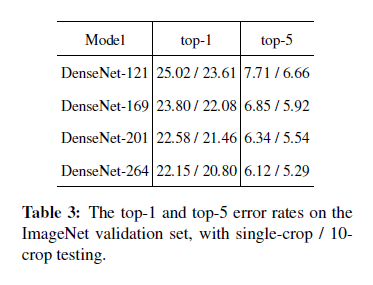 Model top-1 top-5
DenseNet-121 25.02 / 23.61 7.71 / 6.66
DenseNet-169 23.80 / 22.08 6.85 / 5.92
DenseNet-201 22.58 / 21.46 6.34 / 5.54
DenseNet-264 22.15 / 20.80 6.12 / 5.29
Table 3: The top-1 and top-5 error rates on the
ImageNet validation set, with single-crop / 10-
crop testing.